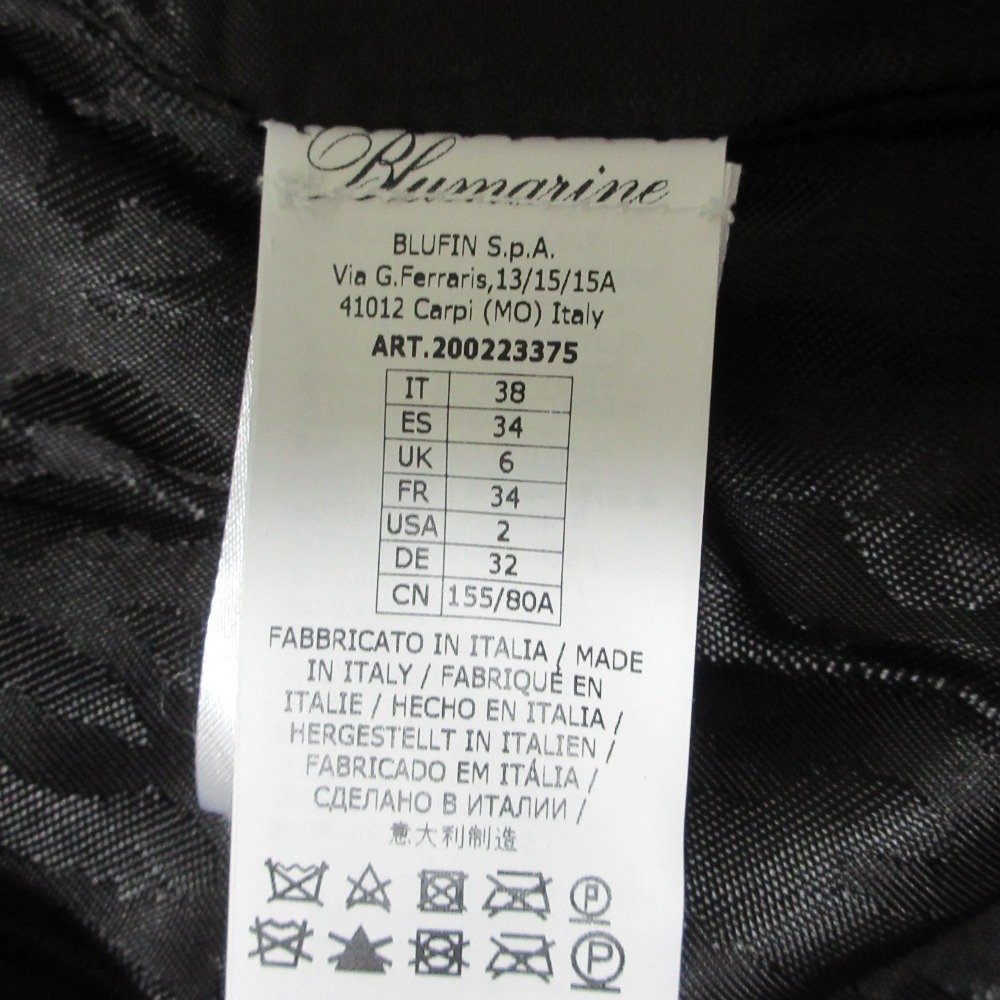 Blumarine
BLUFIN S.p.A.
Via G.Ferraris,13/15/15A
41012 Carpi (MO) Italy
ART.200223375
IT 38
ES 34
UK 6
FR 34
USA 2
DE 32
CN 155/80A
FABBRICATO IN ITALIA / MADE
IN ITALY / FABRIQUÉ EN
ITALIE / HECHO EN ITALIA /
HERGESTELLT IN ITALIEN /
FABRICADO EM ITÁLIA /
СДЕЛАНО В ИТАЛИИ /
意大利制造
P
P